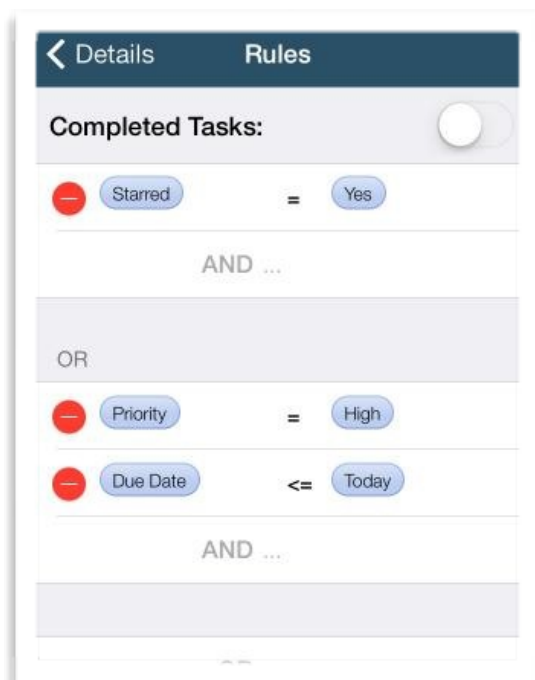 Details Rules
Completed Tasks:
Starred = Yes
AND ...
OR
Priority = High
Due Date <= Today
AND ...